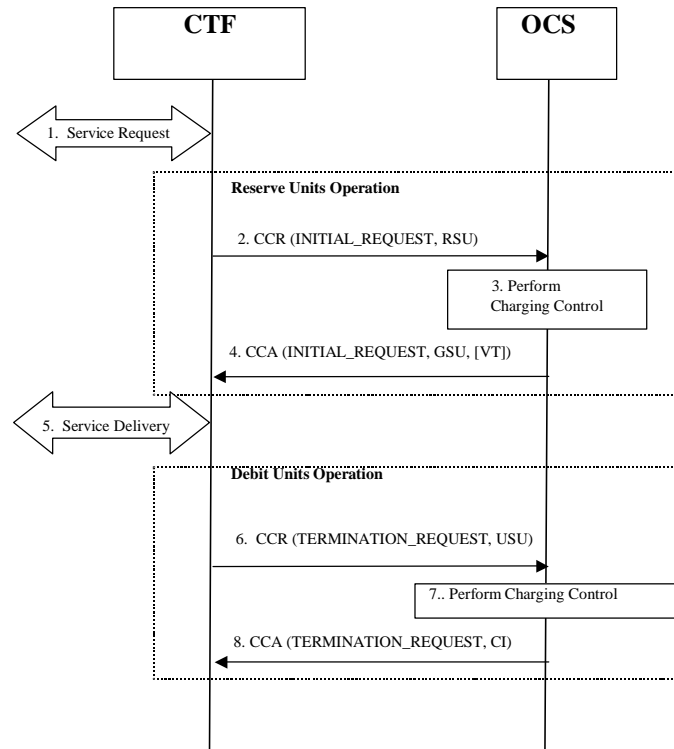 CTF
OCS
1. Service Request
Reserve Units Operation
2. CCR (INITIAL_REQUEST, RSU)
3. Perform
Charging Control
4. CCA (INITIAL_REQUEST, GSU, [VT])
5. Service Delivery
Debit Units Operation
6. CCR (TERMINATION_REQUEST, USU)
7.. Perform Charging Control
8. CCA (TERMINATION_REQUEST, CI)